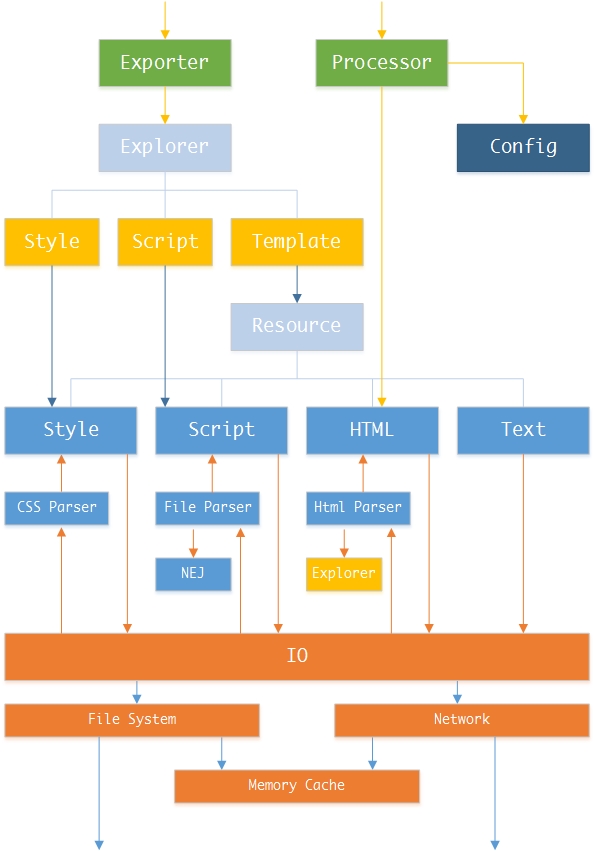 Exporter
Processor
Explorer
Config
Style
Script
Template
Resource
Style
Script
HTML
Text
CSS Parser
File Parser
Html Parser
NEJ
Explorer
IO
File System
Network
Memory Cache